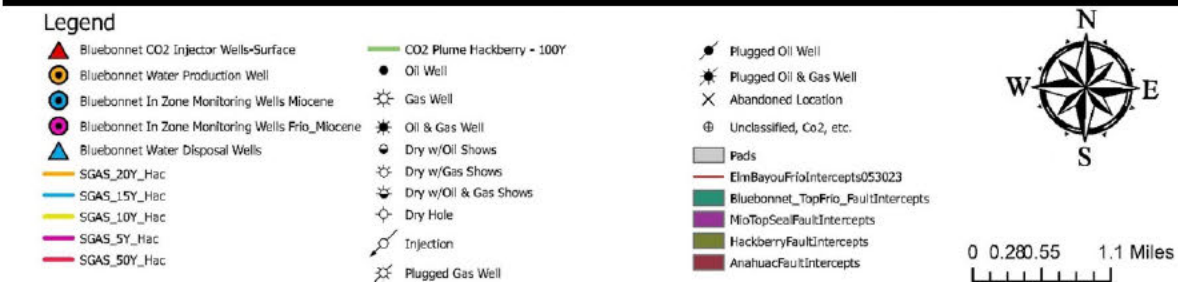 Legend
Bluebonnet CO2 Injector Wells-Surface
Bluebonnet Water Production Well
Bluebonnet In Zone Monitoring Wells Miocene
Bluebonnet In Zone Monitoring Wells Frio_Miocene
Bluebonnet Water Disposal Wells
SGAS_20Y_Hac
SGAS_15Y_Hac
SGAS_10Y_Hac
SGAS_5Y_Hac
SGAS_50Y_Hac
CO2 Plume Hackberry - 100Y
Oil Well
Gas Well
Oil & Gas Well
Dry w/Oil Shows
Dry w/Gas Shows
Dry w/Oil & Gas Shows
Dry Hole
Injection
Plugged Gas Well
Plugged Oil Well
Plugged Oil & Gas Well
Abandoned Location
Unclassified, Co2, etc.
Pads
ElmBayouFrioIntercepts053023
Bluebonnet_TopFrio_FaultIntercepts
MioTopSealFaultIntercepts
HackberryFaultIntercepts
AnahuacFaultIntercepts
N
W E
S
0 0.280.55 1.1 Miles